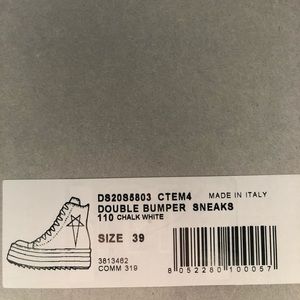 DS20S5803 CTEM4 MADE IN ITALY
DOUBLE BUMPER SNEAKS
110 CHALK WHITE
SIZE 39
3813462
COMM 319
8 052280 100057